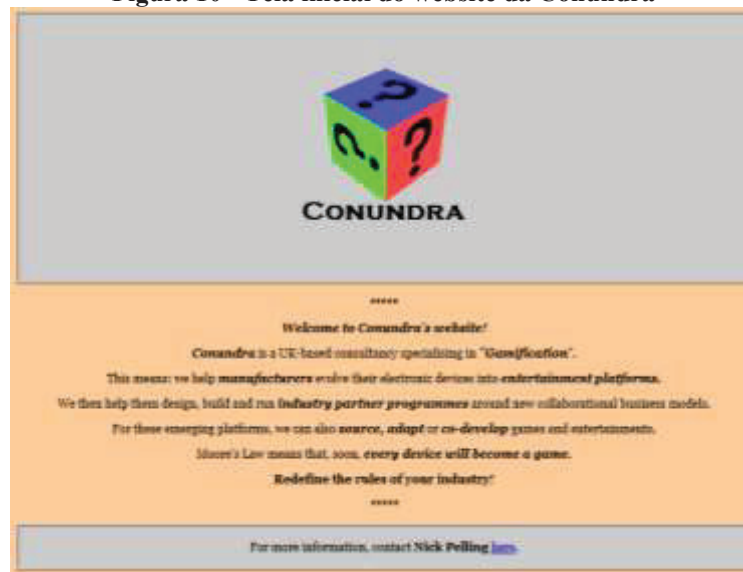 Figura 10 - Tela inicial do website da Conundra
? ? ?
CONUNDRA
*****
Welcome to Conundra's website!
Conundra is a UK-based consultancy specialising in "Gamification".
This means: we help manufacturers evolve their electronic devices into entertainment platforms.
We then help them design, build and run industry partner programmes around new collaborational business models.
For these emerging platforms, we can also source, adapt or co-develop games and entertainments.
Moore's Law means that, soon, every device will become a game.
Redefine the rules of your industry!
*****
For more information, contact Nick Pelling here.